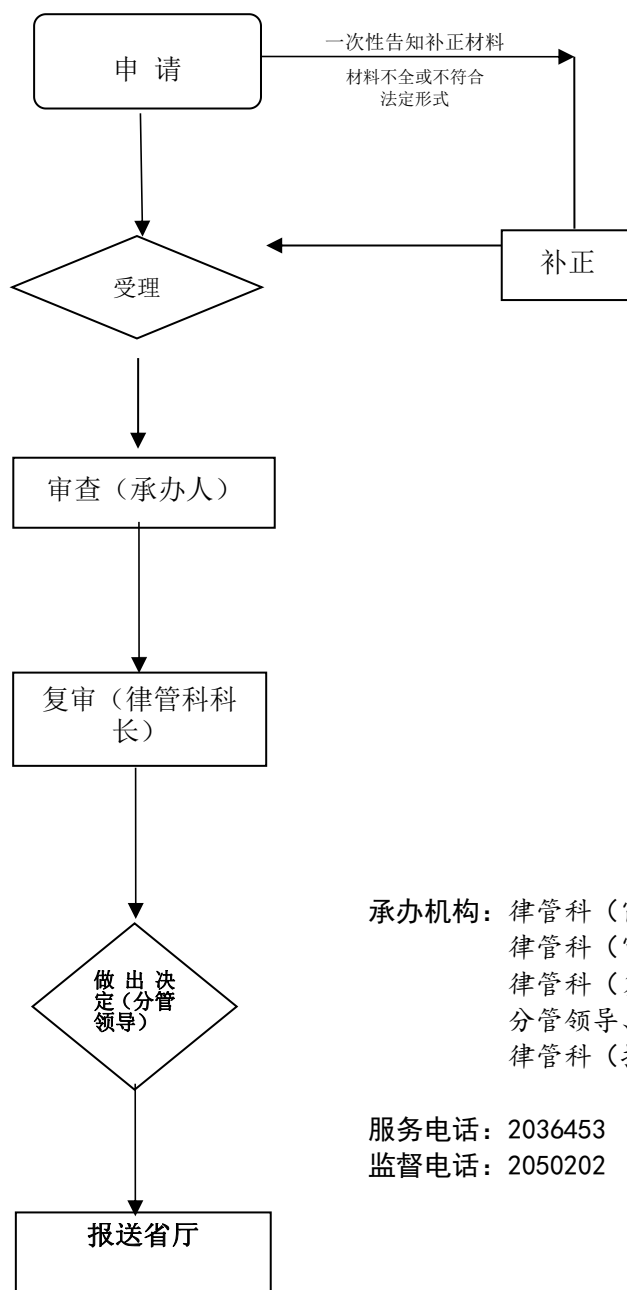 申 请
一次性告知补正材料
材料不全或不符合
法定形式
受理
补正
审查（承办人）
复审（律管科科
长）
做 出 决
定（分管
领导）
承办机构：律管科（
律管科（
律管科（
分管领导、
律管科（
服务电话：2036453
监督电话：2050202
报送省厅